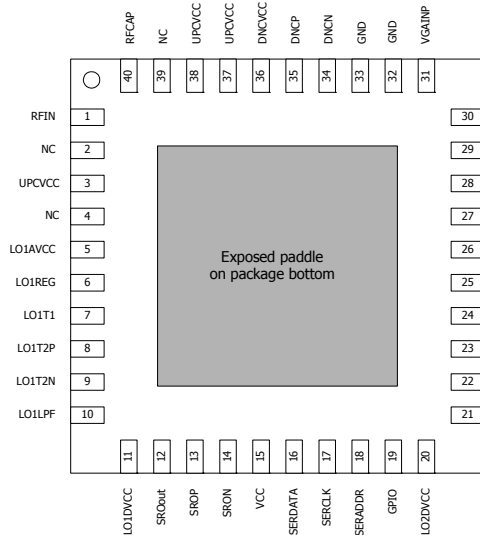 RFCAP
NC
UPCVCC
UPCVCC
DNCVCC
DNCP
DNCN
GND
GND
VGAINP
40
39
38
37
36
35
34
33
32
31
RFIN 1
NC 2
UPCVCC 3
NC 4
LO1AVCC 5
LO1REG 6
LO1T1 7
LO1T2P 8
LO1T2N 9
LO1LPF 10
Exposed paddle
on package bottom
30
29
28
27
26
25
24
23
22
21
11
12
13
14
15
16
17
18
19
20
LO1DVCC
SROout
SROP
SRON
VCC
SERDATA
SERCLK
SERADDR
GPIO
LO2DVCC